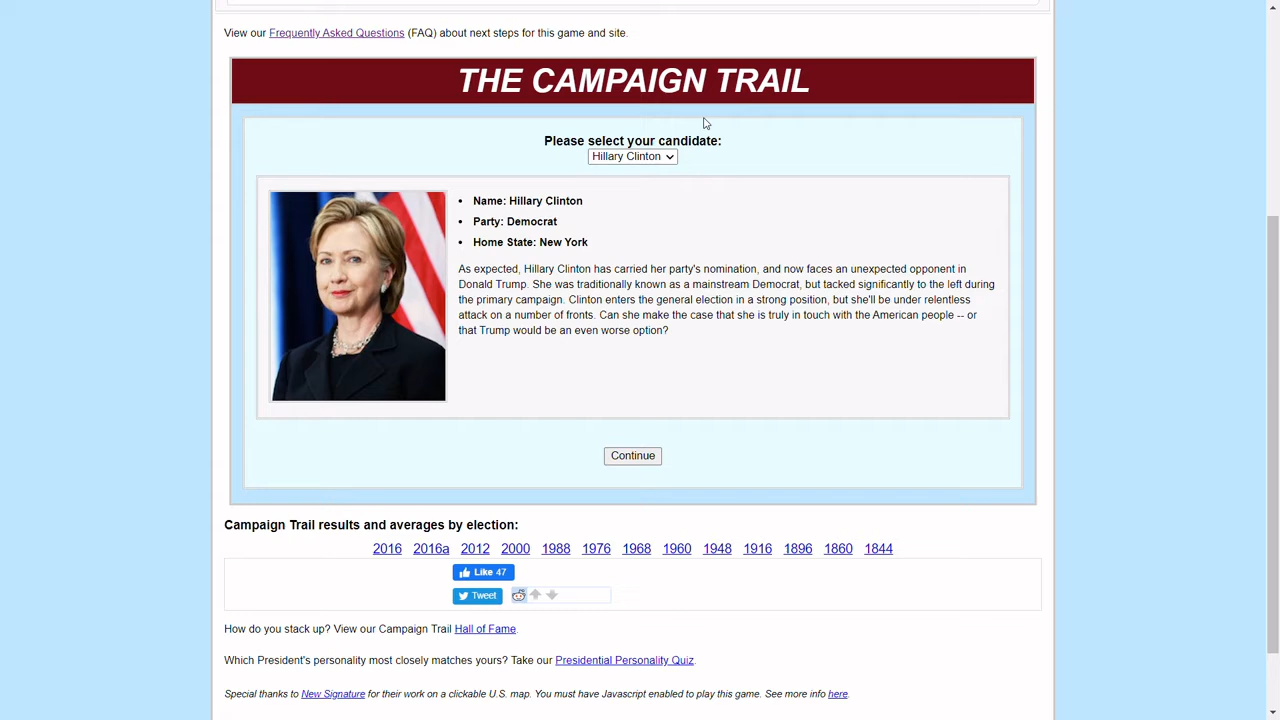 View our Frequently Asked Questions (FAQ) about next steps for this game and site.
THE CAMPAIGN TRAIL
Please select your candidate:
Hillary Clinton
Name: Hillary Clinton
Party: Democrat
Home State: New York
As expected, Hillary Clinton has carried her party's nomination, and now faces an unexpected opponent in
Donald Trump. She was traditionally known as a mainstream Democrat, but tacked significantly to the left during
the primary campaign. Clinton enters the general election in a strong position, but she'll be under relentless
attack on a number of fronts. Can she make the case that she is truly in touch with the American people -- or
that Trump would be an even worse option?
Continue
Campaign Trail results and averages by election:
2016 2016a 2012 2000 1988 1976 1968 1960 1948 1916 1896 1860 1844
Like 47
Tweet
How do you stack up? View our Campaign Trail Hall of Fame.
Which President's personality most closely matches yours? Take our Presidential Personality Quiz.
Special thanks to New Signature for their work on a clickable U.S. map. You must have Javascript enabled to play this game. See more info here.